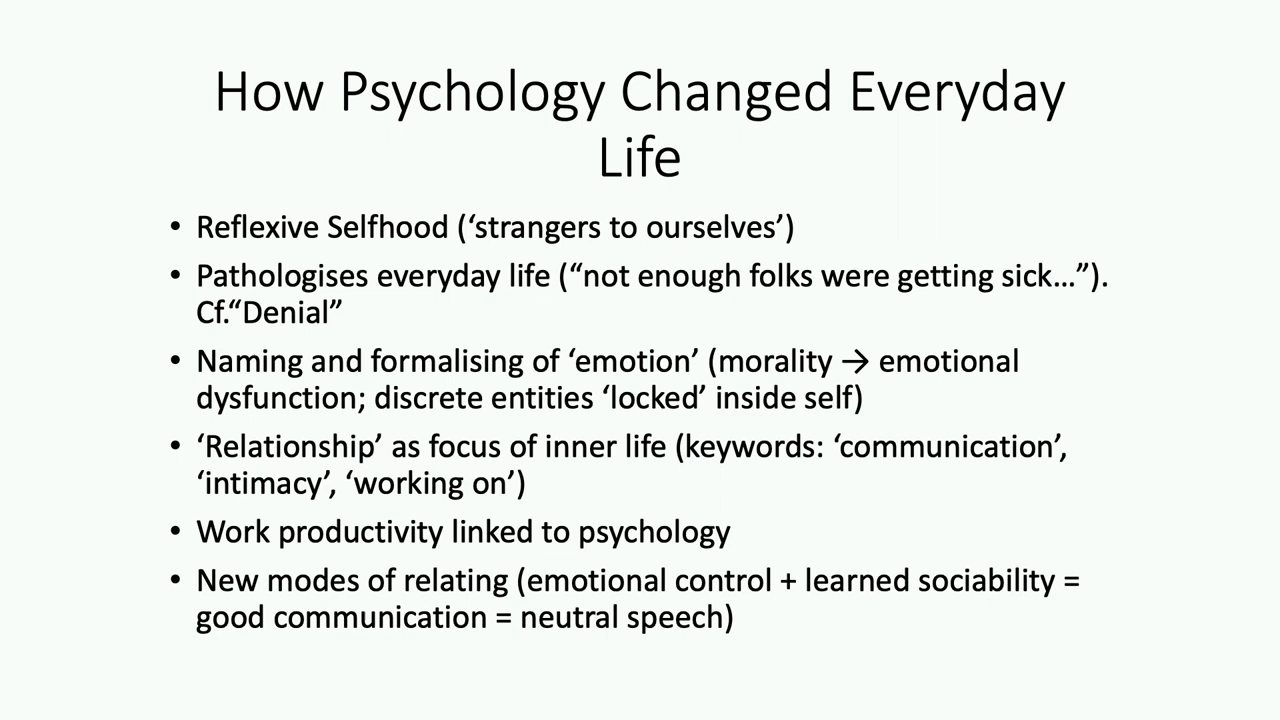 How Psychology Changed Everyday
Life
• Reflexive Selfhood (‘strangers to ourselves’)
• Pathologises everyday life (“not enough folks were getting sick…”).
Cf.“Denial”
• Naming and formalising of ‘emotion’ (morality → emotional
dysfunction; discrete entities ‘locked’ inside self)
• ‘Relationship’ as focus of inner life (keywords: ‘communication’,
‘intimacy’, ‘working on’)
• Work productivity linked to psychology
• New modes of relating (emotional control + learned sociability =
good communication = neutral speech)